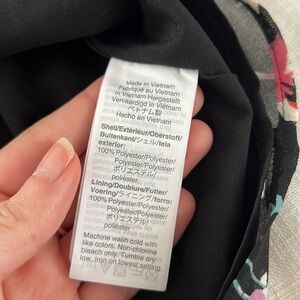 Made in Vietnam
Fabriqué au Vietnam
in Vietnam Hergestellt
Vervaardigd in Vietnam
ベトナム製
Hecho en Vietnam
Shell/Extérieur/Oberstoff/
Buitenkant/シェル/tela
exterior:
100% Polyester/Polyester/
Polyester/Polyester/
ポリエステル/
poliéster
Lining/Doublure/Futter/
Voering/ライニング/forro:
100% Polyester/Polyester/
Polyester/Polyester/
ポリエステル/
poliéster
Machine wash cold with
like colors. Non-chlorine
bleach only. Tumble dry
low. Iron on lowest setting